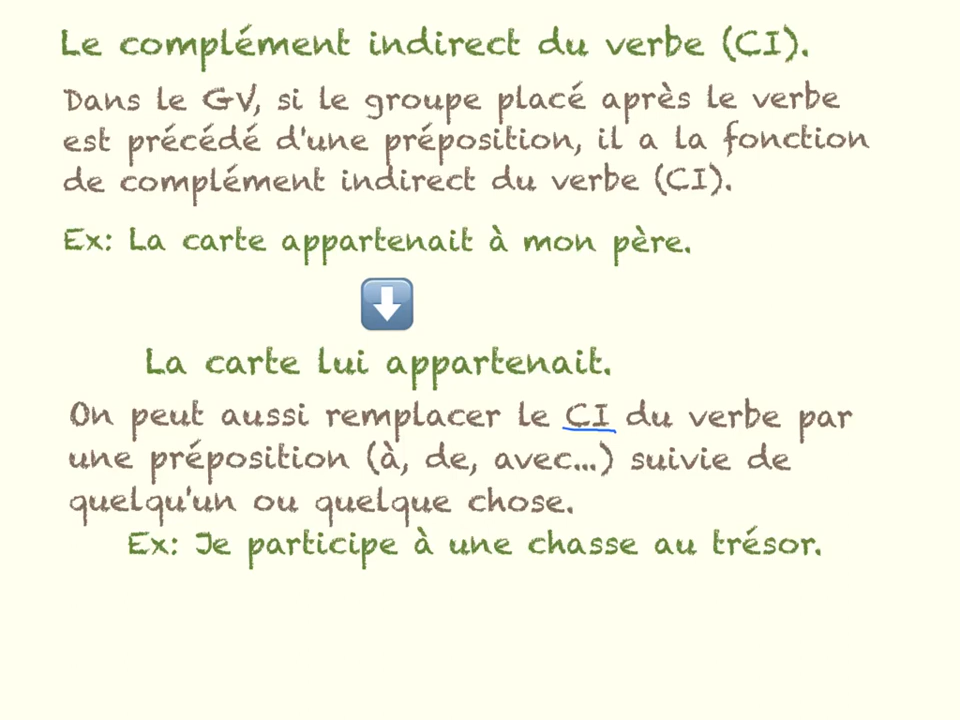 Le complément indirect du verbe (CI).
Dans le GV, si le groupe placé après le verbe
est précédé d'une préposition, il a la fonction
de complément indirect du verbe (CI).
Ex: La carte appartenait à mon père.
La carte lui appartenait.
On peut aussi remplacer le CI du verbe par
une préposition (à, de, avec...) suivie de
quelqu'un ou quelque chose.
Ex: Je participe à une chasse au trésor.